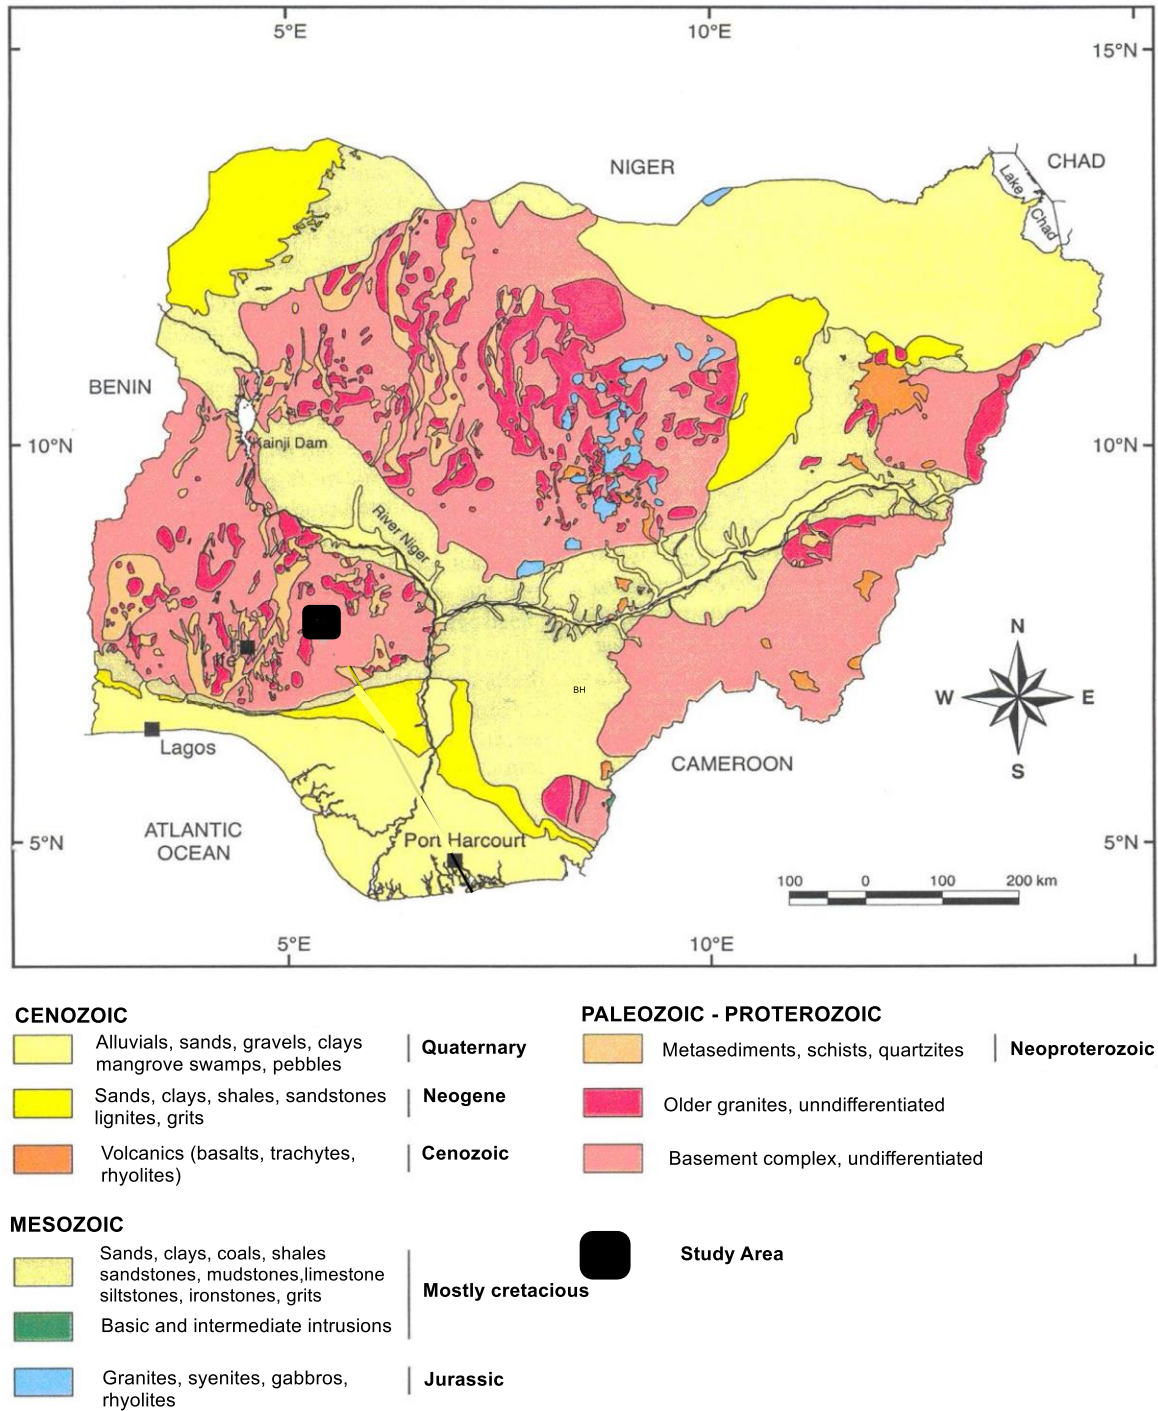 5°E
10°E
15°N
NIGER
CHAD
Lake
Chad
BENIN
10°N
Kainji Dam
10°N
River Niger
Ife
BH
N
W
E
S
Lagos
CAMEROON
ATLANTIC
OCEAN
Port Harcourt
5°N
5°N
100
0
100
200 km
5°E
10°E
CENOZOIC
Alluvials, sands, gravels, clays
mangrove swamps, pebbles
Quaternary
Sands, clays, shales, sandstones
lignites, grits
Neogene
Volcanics (basalts, trachytes,
rhyolites)
Cenozoic
MESOZOIC
Sands, clays, coals, shales
sandstones, mudstones,limestone
siltstones, ironstones, grits
Mostly cretacious
Basic and intermediate intrusions
Granites, syenites, gabbros,
rhyolites
Jurassic
PALEOZOIC - PROTEROZOIC
Metasediments, schists, quartzites
Neoproterozoic
Older granites, unndifferentiated
Basement complex, undifferentiated
Study Area